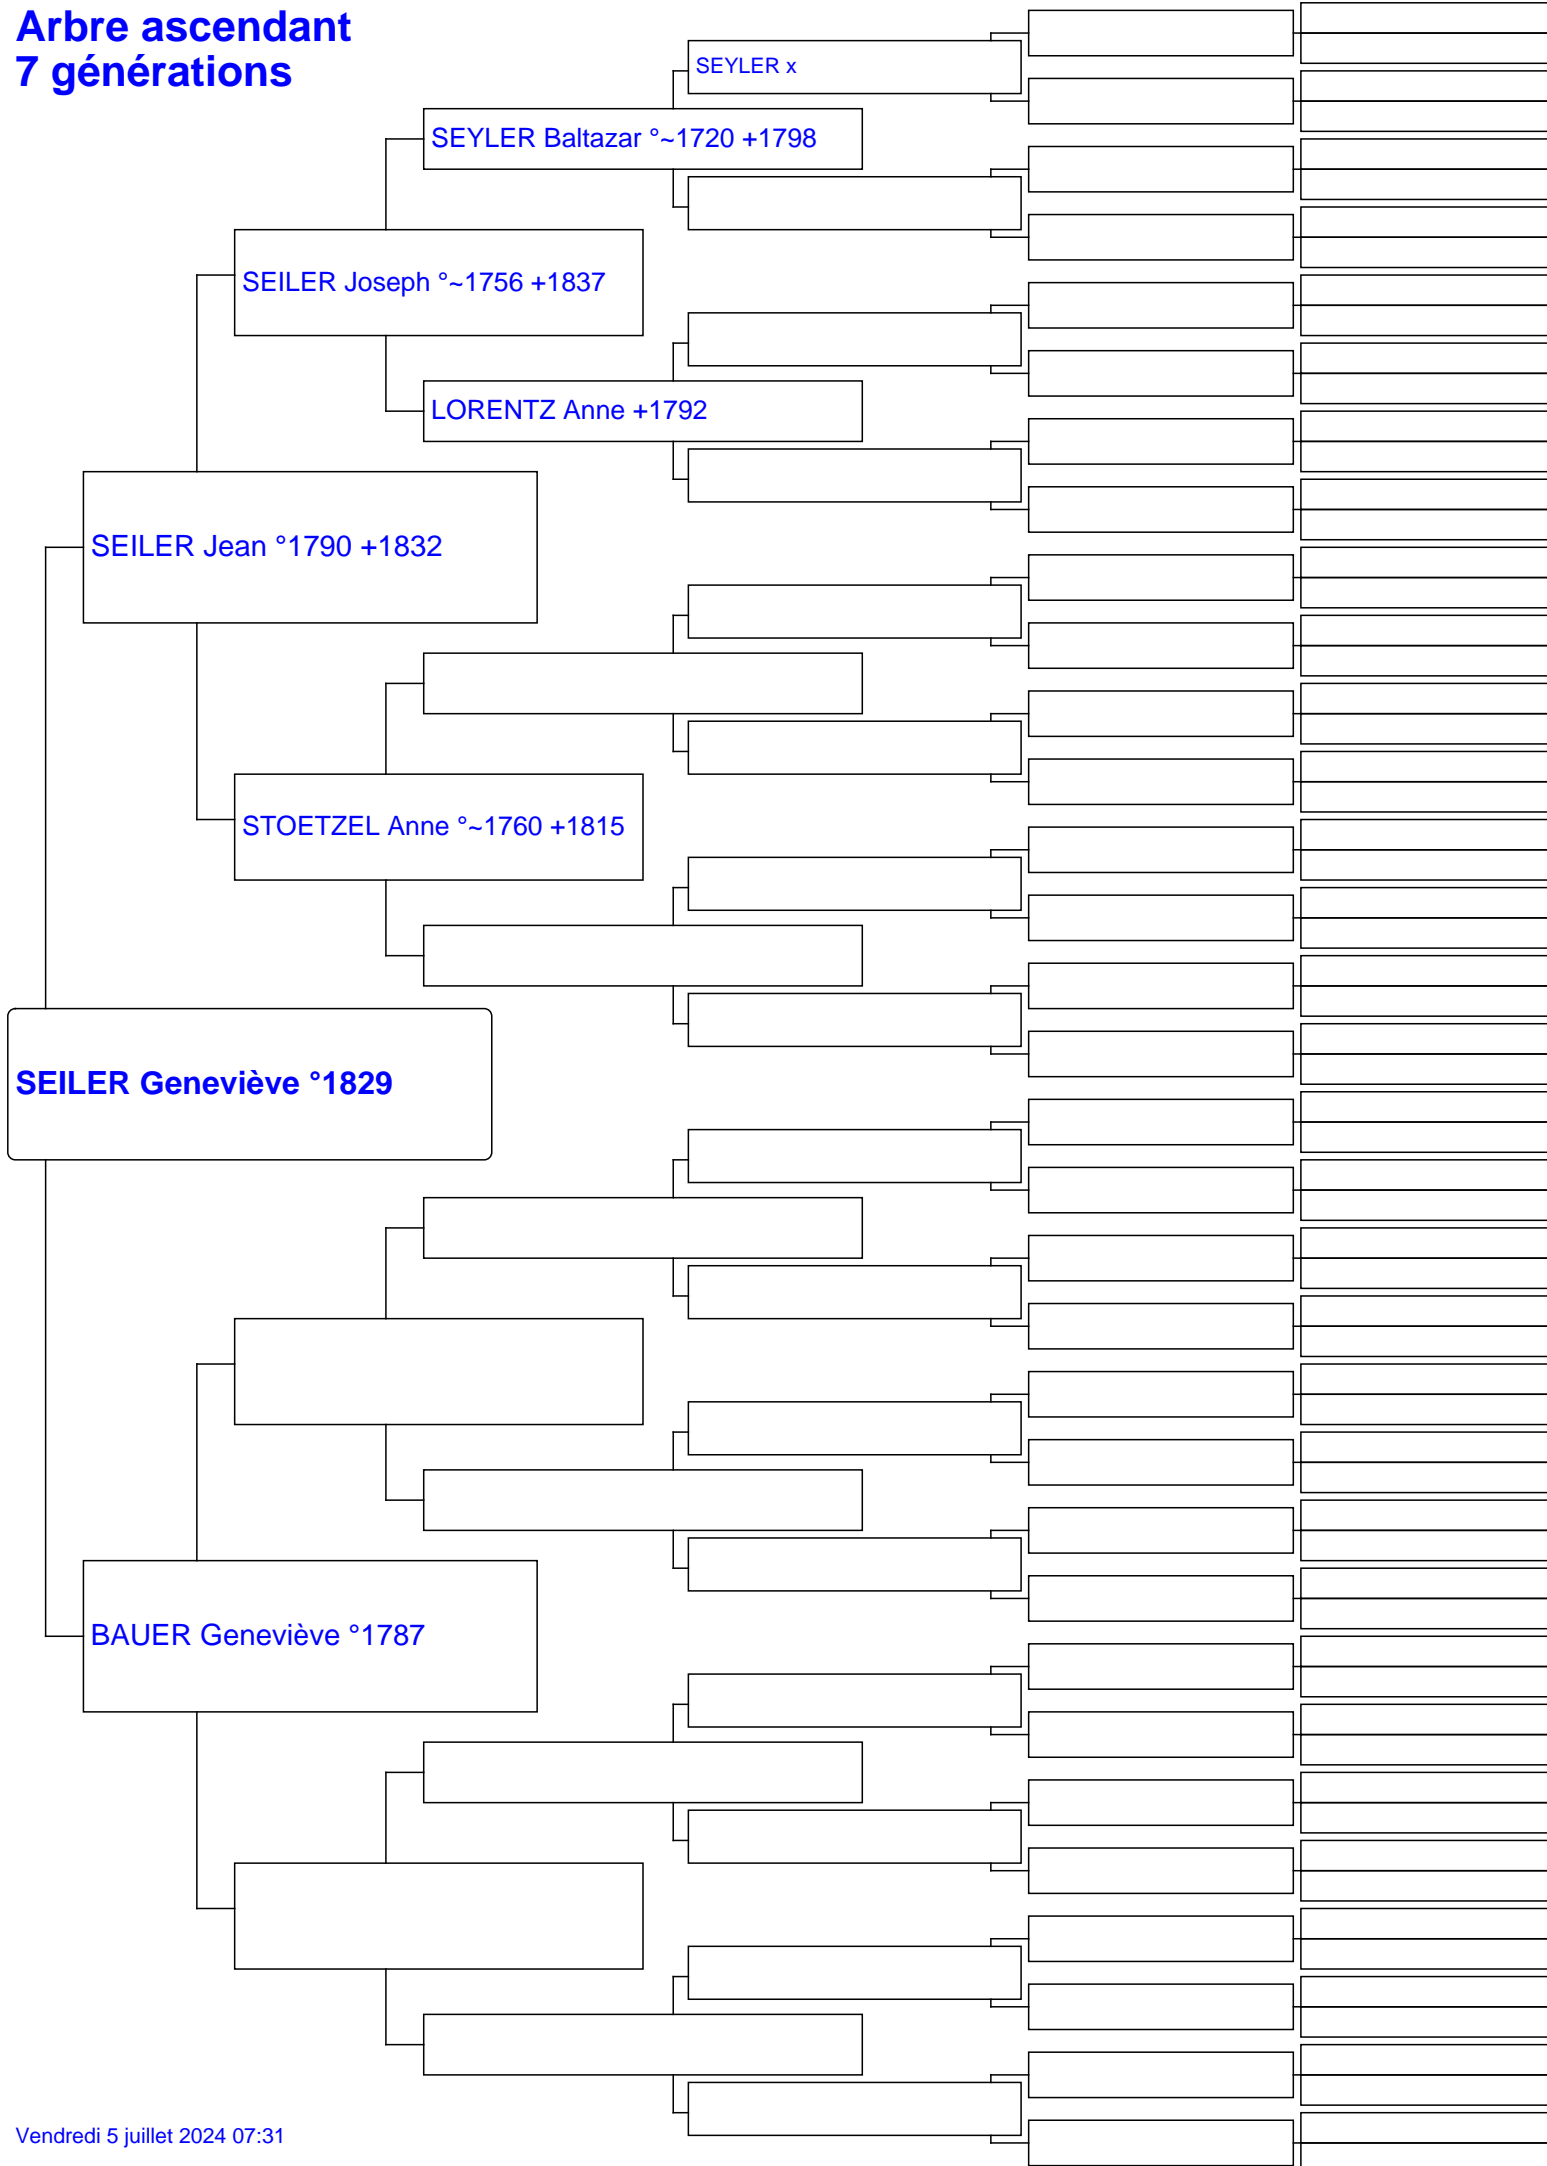 Arbre ascendant
7 générations
SEYLER x
SEYLER Baltazar °~1720 +1798
SEILER Joseph °~1756 +1837
LORENTZ Anne +1792
SEILER Jean °1790 +1832
STOETZEL Anne °~1760 +1815
SEILER Geneviève °1829
BAUER Geneviève °1787
Vendredi 5 juillet 2024 07:31